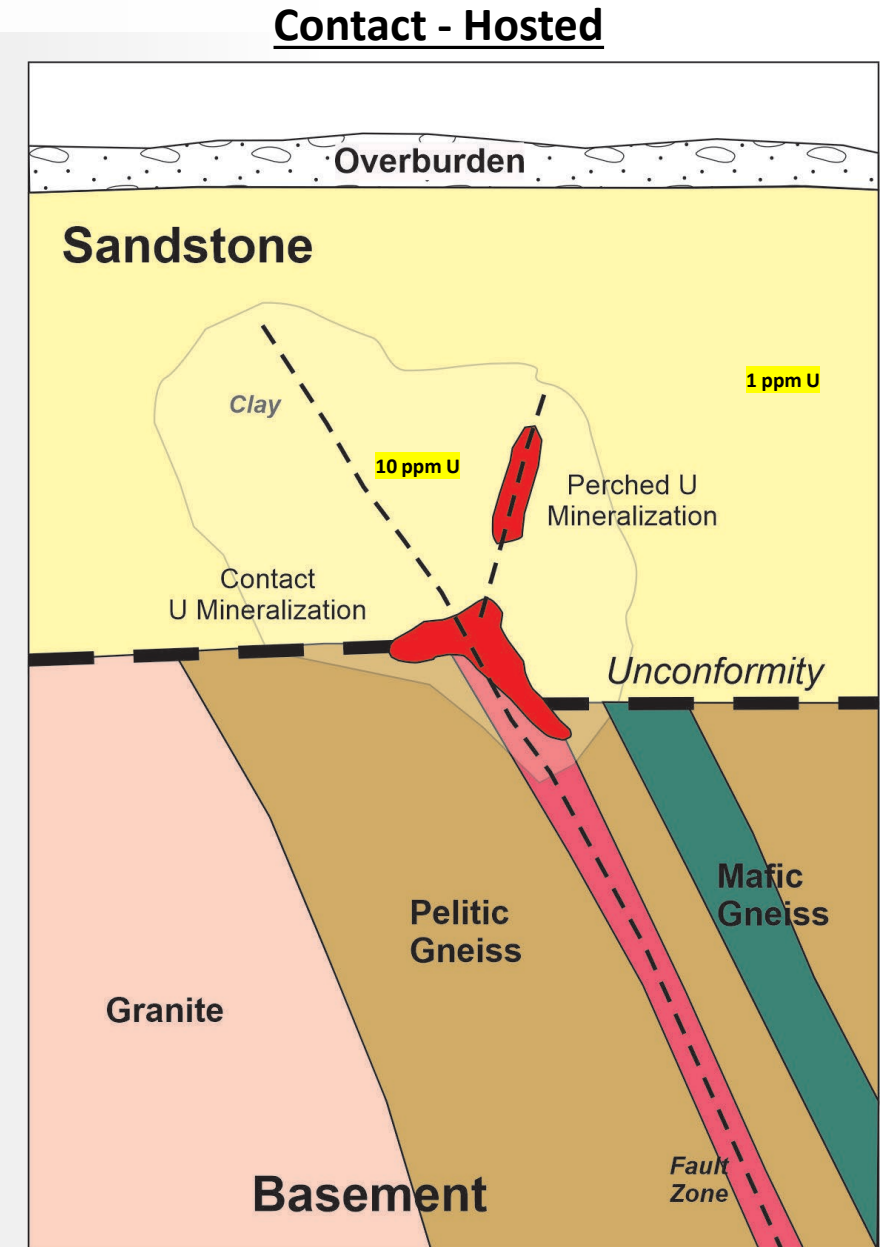 Contact - Hosted
Overburden
Sandstone
1 ppm U
Clay
10 ppm U
Perched U
Mineralization
Contact
U Mineralization
Unconformity
Mafic
Gneiss
Pelitic
Gneiss
Granite
Fault
Zone
Basement